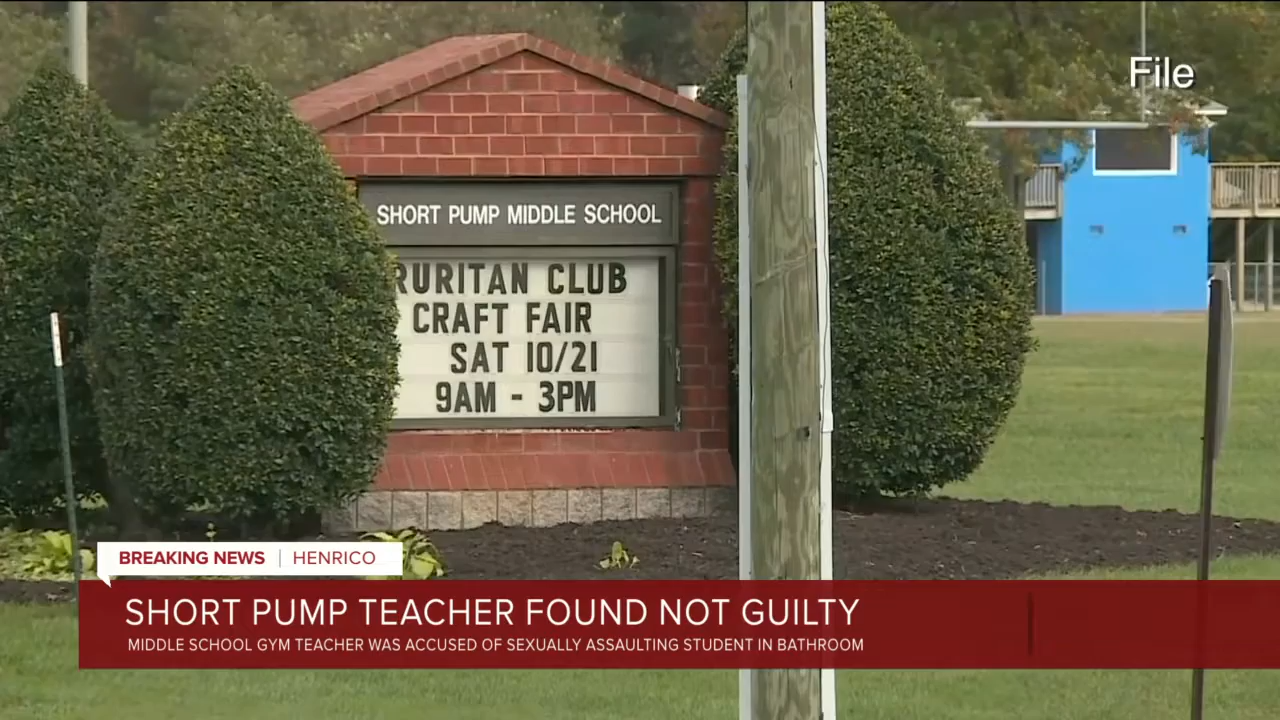 File
SHORT PUMP MIDDLE SCHOOL
RURITAN CLUB
CRAFT FAIR
SAT 10/21
9AM - 3PM
BREAKING NEWS | HENRICO
SHORT PUMP TEACHER FOUND NOT GUILTY
MIDDLE SCHOOL GYM TEACHER WAS ACCUSED OF SEXUALLY ASSAULTING STUDENT IN BATHROOM